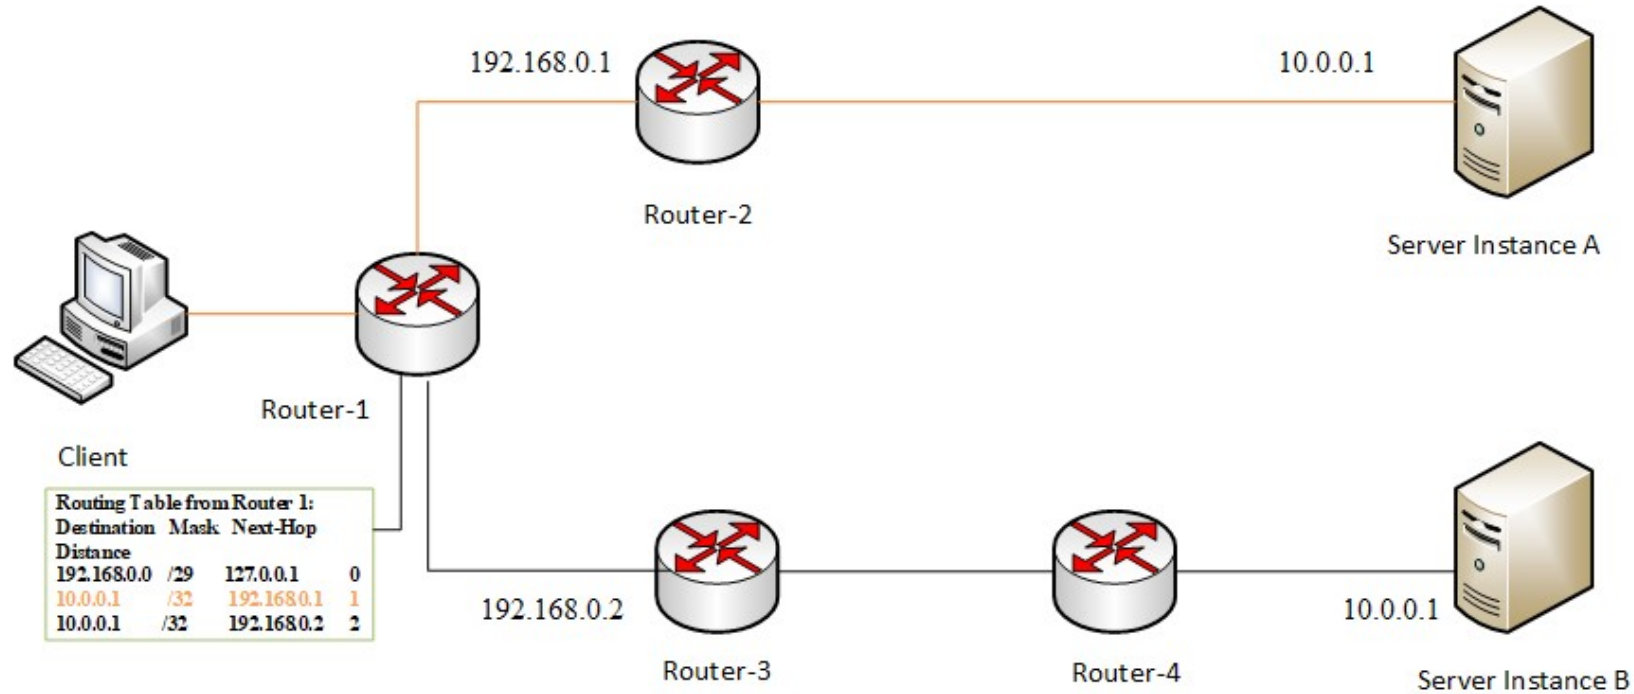 192.168.0.1
10.0.0.1
Router-2
Server Instance A
Router-1
Client
Routing Table from Router 1:
Destination Mask Next-Hop
Distance
192.168.0.0 /29 127.0.0.1 0
10.0.0.1 /32 192.168.0.1 1
10.0.0.1 /32 192.168.0.2 2
192.168.0.2
10.0.0.1
Router-3
Router-4
Server Instance B